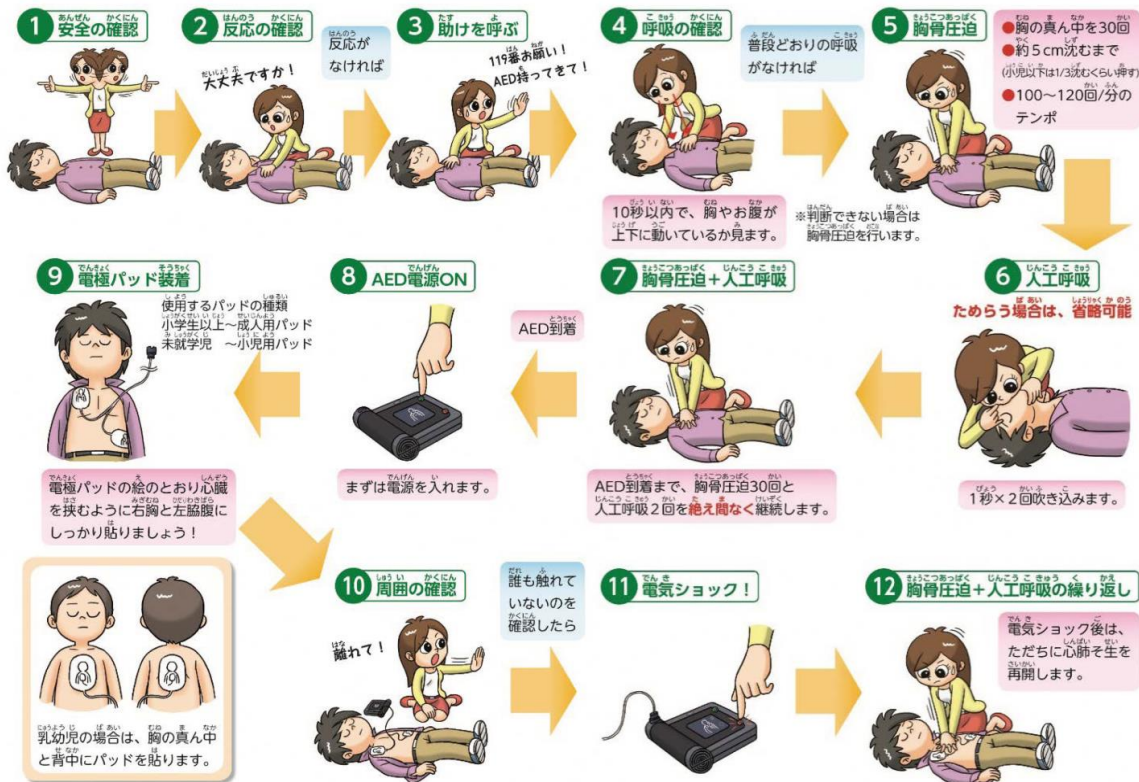 1 安全の確認
2 反応の確認
大丈夫ですか！
反応が
なければ
3 助けを呼ぶ
119番お願い！
AED持ってきて！
4 呼吸の確認
10秒以内で、胸やお腹が
上下に動いているか見ます。
普段どおりの呼吸
がなければ
※判断できない場合は
胸骨圧迫を行います。
5 胸骨圧迫
●胸の真ん中を30回
●約5cm沈むまで
(小児以下は1/3沈むくらい押す)
●100～120回/分の
テンポ
6 人工呼吸
ためらう場合は、省略可能
1秒×2回吹き込みます。
7 胸骨圧迫＋人工呼吸
AED到着まで、胸骨圧迫30回と
人工呼吸2回を絶え間なく継続します。
AED到着
8 AED電源ON
まずは電源を入れます。
9 電極パッド装着
使用するパッドの種類
小学生以上～成人用パッド
未就学児　～小児用パッド
電極パッドの絵のとおり心臓
を挟むように右胸と左脇腹に
しっかり貼りましょう！
乳幼児の場合は、胸の真ん中
と背中にパッドを貼ります。
10 周囲の確認
離れて！
誰も触れて
いないのを
確認したら
11 電気ショック！
12 胸骨圧迫＋人工呼吸の繰り返し
電気ショック後は、
ただちに心肺そ生を
再開します。